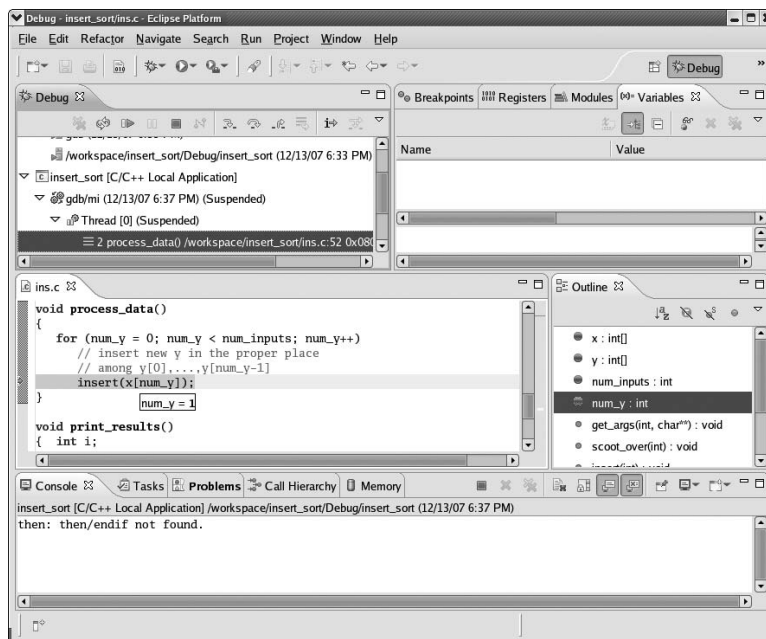 Debug - insert_sort/ins.c - Eclipse Platform
File Edit Refactor Navigate Search Run Project Window Help
Debug
Debug
Breakpoints Registers Modules Variables
/workspace/insert_sort/Debug/insert_sort (12/13/07 6:33 PM)
insert_sort [C/C++ Local Application]
gdb/mi (12/13/07 6:37 PM) (Suspended)
Thread [0] (Suspended)
2 process_data() /workspace/insert_sort/ins.c:52
Name Value
ins.c
void process_data()
{
for (num_y = 0; num_y < num_inputs; num_y++)
// insert new y in the proper place
// among y[0],...,y[num_y-1]
insert(x[num_y]);
}
num_y = 1
void print_results()
{ int i;
Outline
x : int[]
y : int[]
num_inputs : int
num_y : int
get_args(int, char**) : void
scoot_over(int) : void
Console Tasks Problems Call Hierarchy Memory
insert_sort [C/C++ Local Application] /workspace/insert_sort/Debug/insert_sort (12/13/07 6:37 PM)
then: then/endif not found.